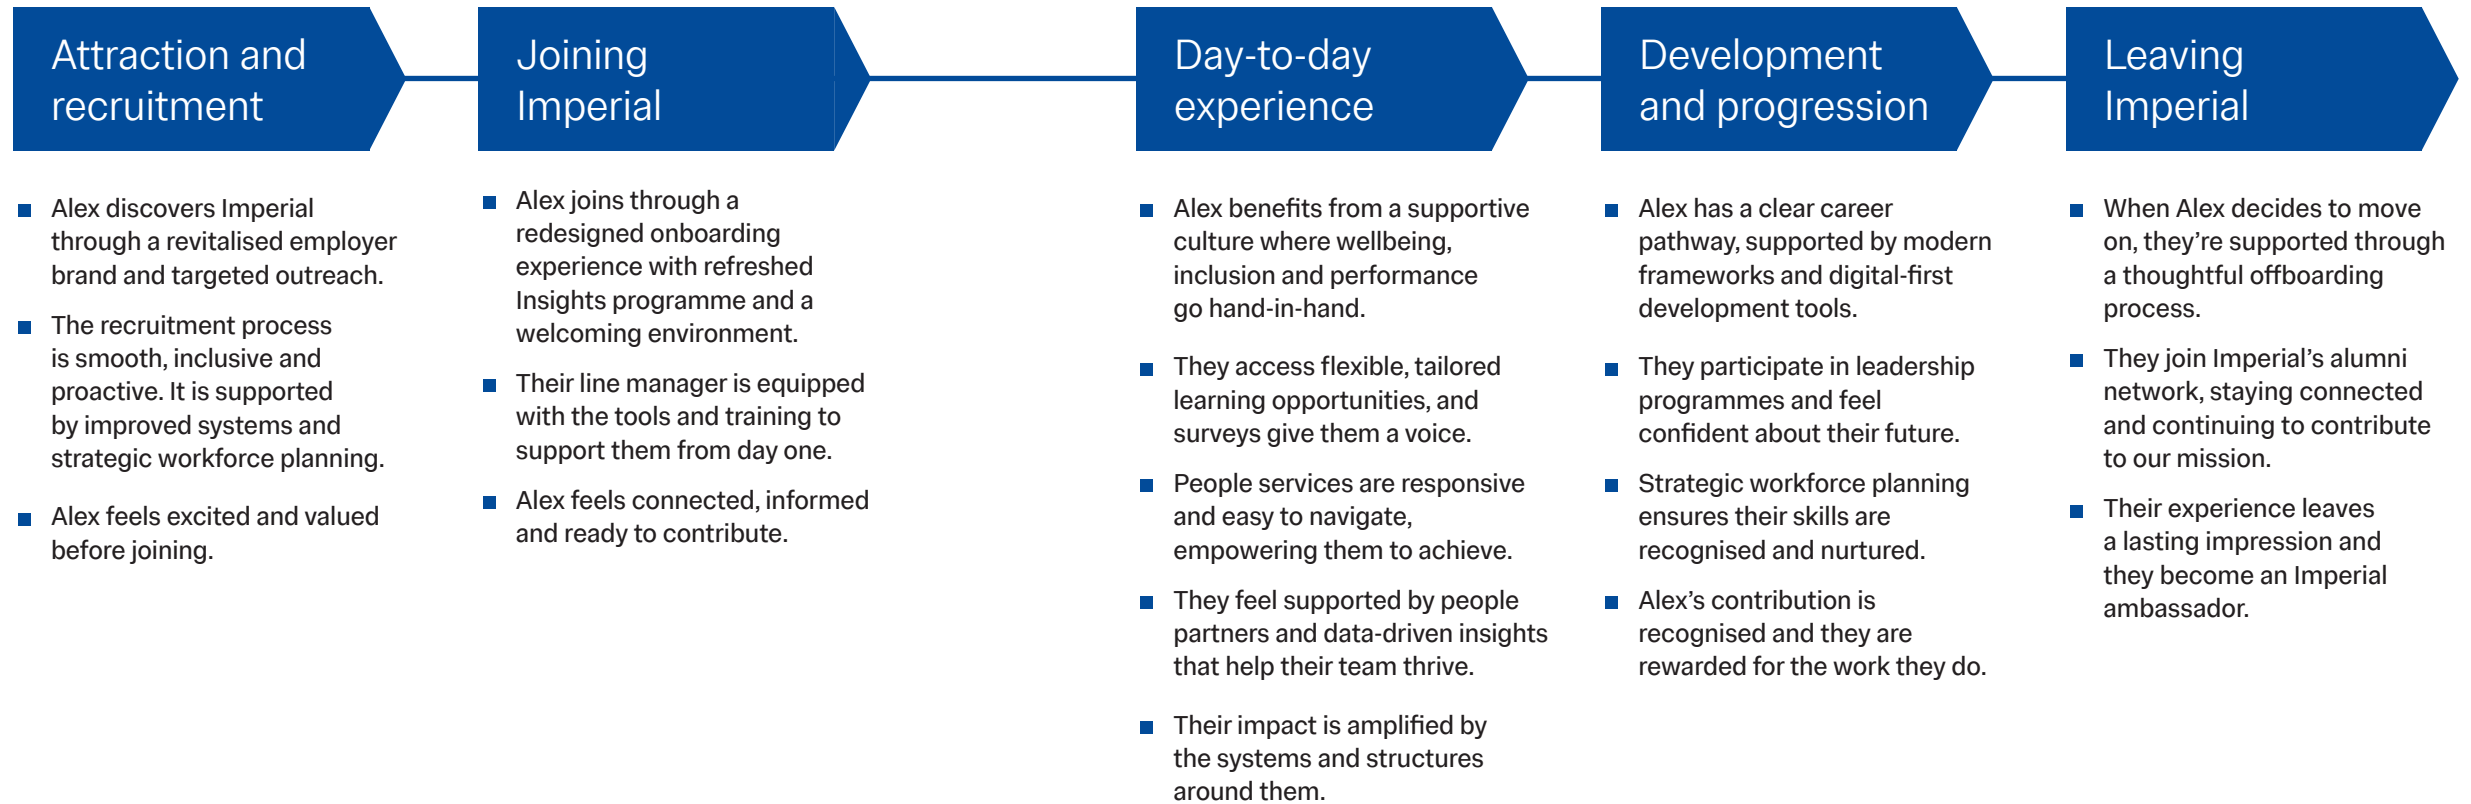 Attraction and
recruitment
Alex discovers Imperial
through a revitalised employer
brand and targeted outreach.
The recruitment process
is smooth, inclusive and
proactive. It is supported
by improved systems and
strategic workforce planning.
Alex feels excited and valued
before joining.
Joining
Imperial
Alex joins through a
redesigned onboarding
experience with refreshed
Insights programme and a
welcoming environment.
Their line manager is equipped
with the tools and training to
support them from day one.
Alex feels connected, informed
and ready to contribute.
Day-to-day
experience
Alex benefits from a supportive
culture where wellbeing,
inclusion and performance
go hand-in-hand.
They access flexible, tailored
learning opportunities, and
surveys give them a voice.
People services are responsive
and easy to navigate,
empowering them to achieve.
They feel supported by people
partners and data-driven insights
that help their team thrive.
Their impact is amplified by
the systems and structures
around them.
Development
and progression
Alex has a clear career
pathway, supported by modern
frameworks and digital-first
development tools.
They participate in leadership
programmes and feel
confident about their future.
Strategic workforce planning
ensures their skills are
recognised and nurtured.
Alex’s contribution is
recognised and they are
rewarded for the work they do.
Leaving
Imperial
When Alex decides to move
on, they’re supported through
a thoughtful offboarding
process.
They join Imperial’s alumni
network, staying connected
and continuing to contribute
to our mission.
Their experience leaves
a lasting impression and
they become an Imperial
ambassador.